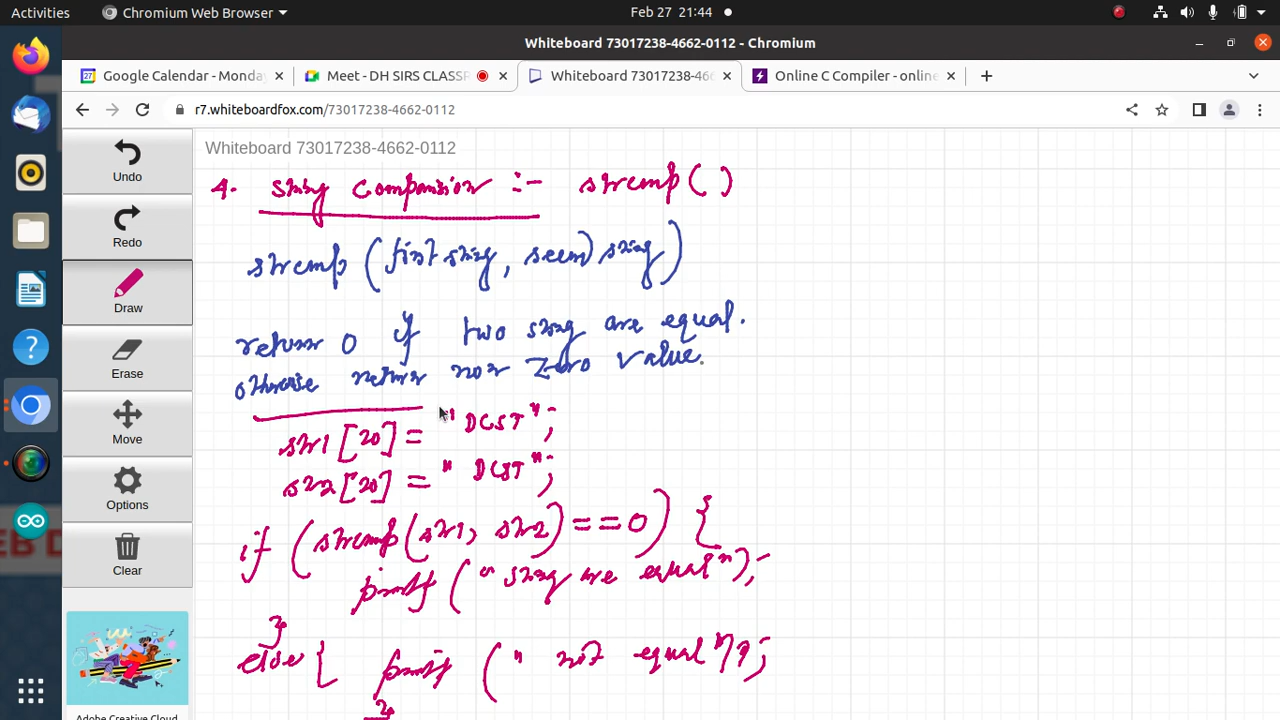 Activities
Chromium Web Browser
Feb 27 21:44
Whiteboard 73017238-4662-0112 - Chromium
Google Calendar - Monda
Meet - DH SIRS CLASSR
Whiteboard 73017238-466
Online C Compiler - online
r7.whiteboardfox.com/73017238-4662-0112
Whiteboard 73017238-4662-0112
Undo
Redo
Draw
Erase
Move
Options
Clear
Adobe Creative Cloud
4. String Comparision :- strcmp( )
strcmp (first string, second string)
return 0 if two string are equal.
otherwise return non Zero value.
str1 [20] = "DCST";
str2 [20] = "DCST";
if (strcmp(str1, str2) == 0) {
printf ("string are equal");
}
else { printf ("not equal");
}